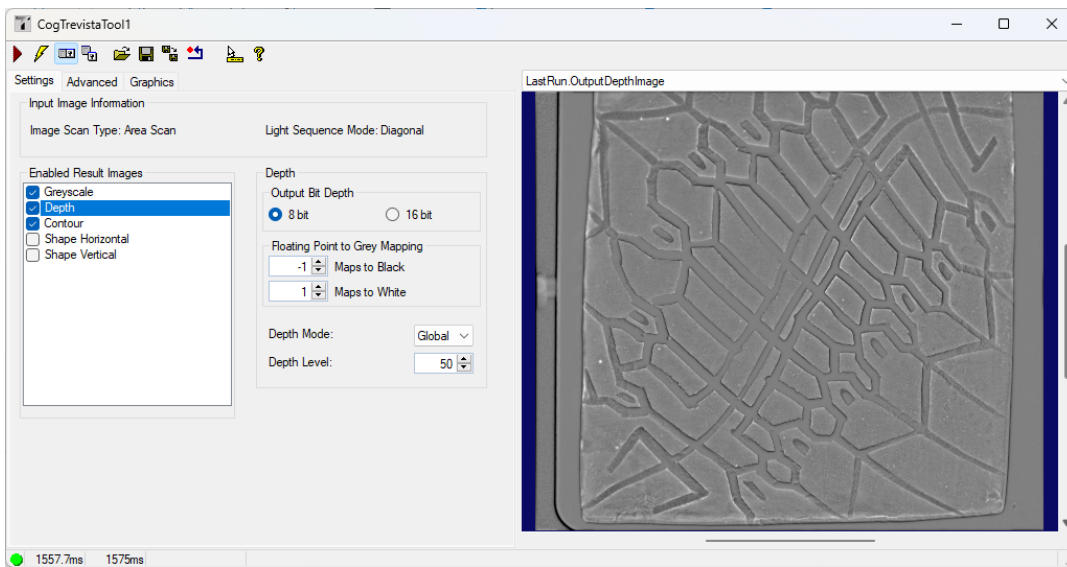 CogTrevistaTool1
Settings Advanced Graphics
LastRun.OutputDepthImage
Input Image Information
Image Scan Type: Area Scan
Light Sequence Mode: Diagonal
Enabled Result Images
Greyscale
Depth
Contour
Shape Horizontal
Shape Vertical
Depth
Output Bit Depth
8 bit
16 bit
Floating Point to Grey Mapping
-1 Maps to Black
1 Maps to White
Depth Mode: Global
Depth Level: 50
1557.7ms 1575ms